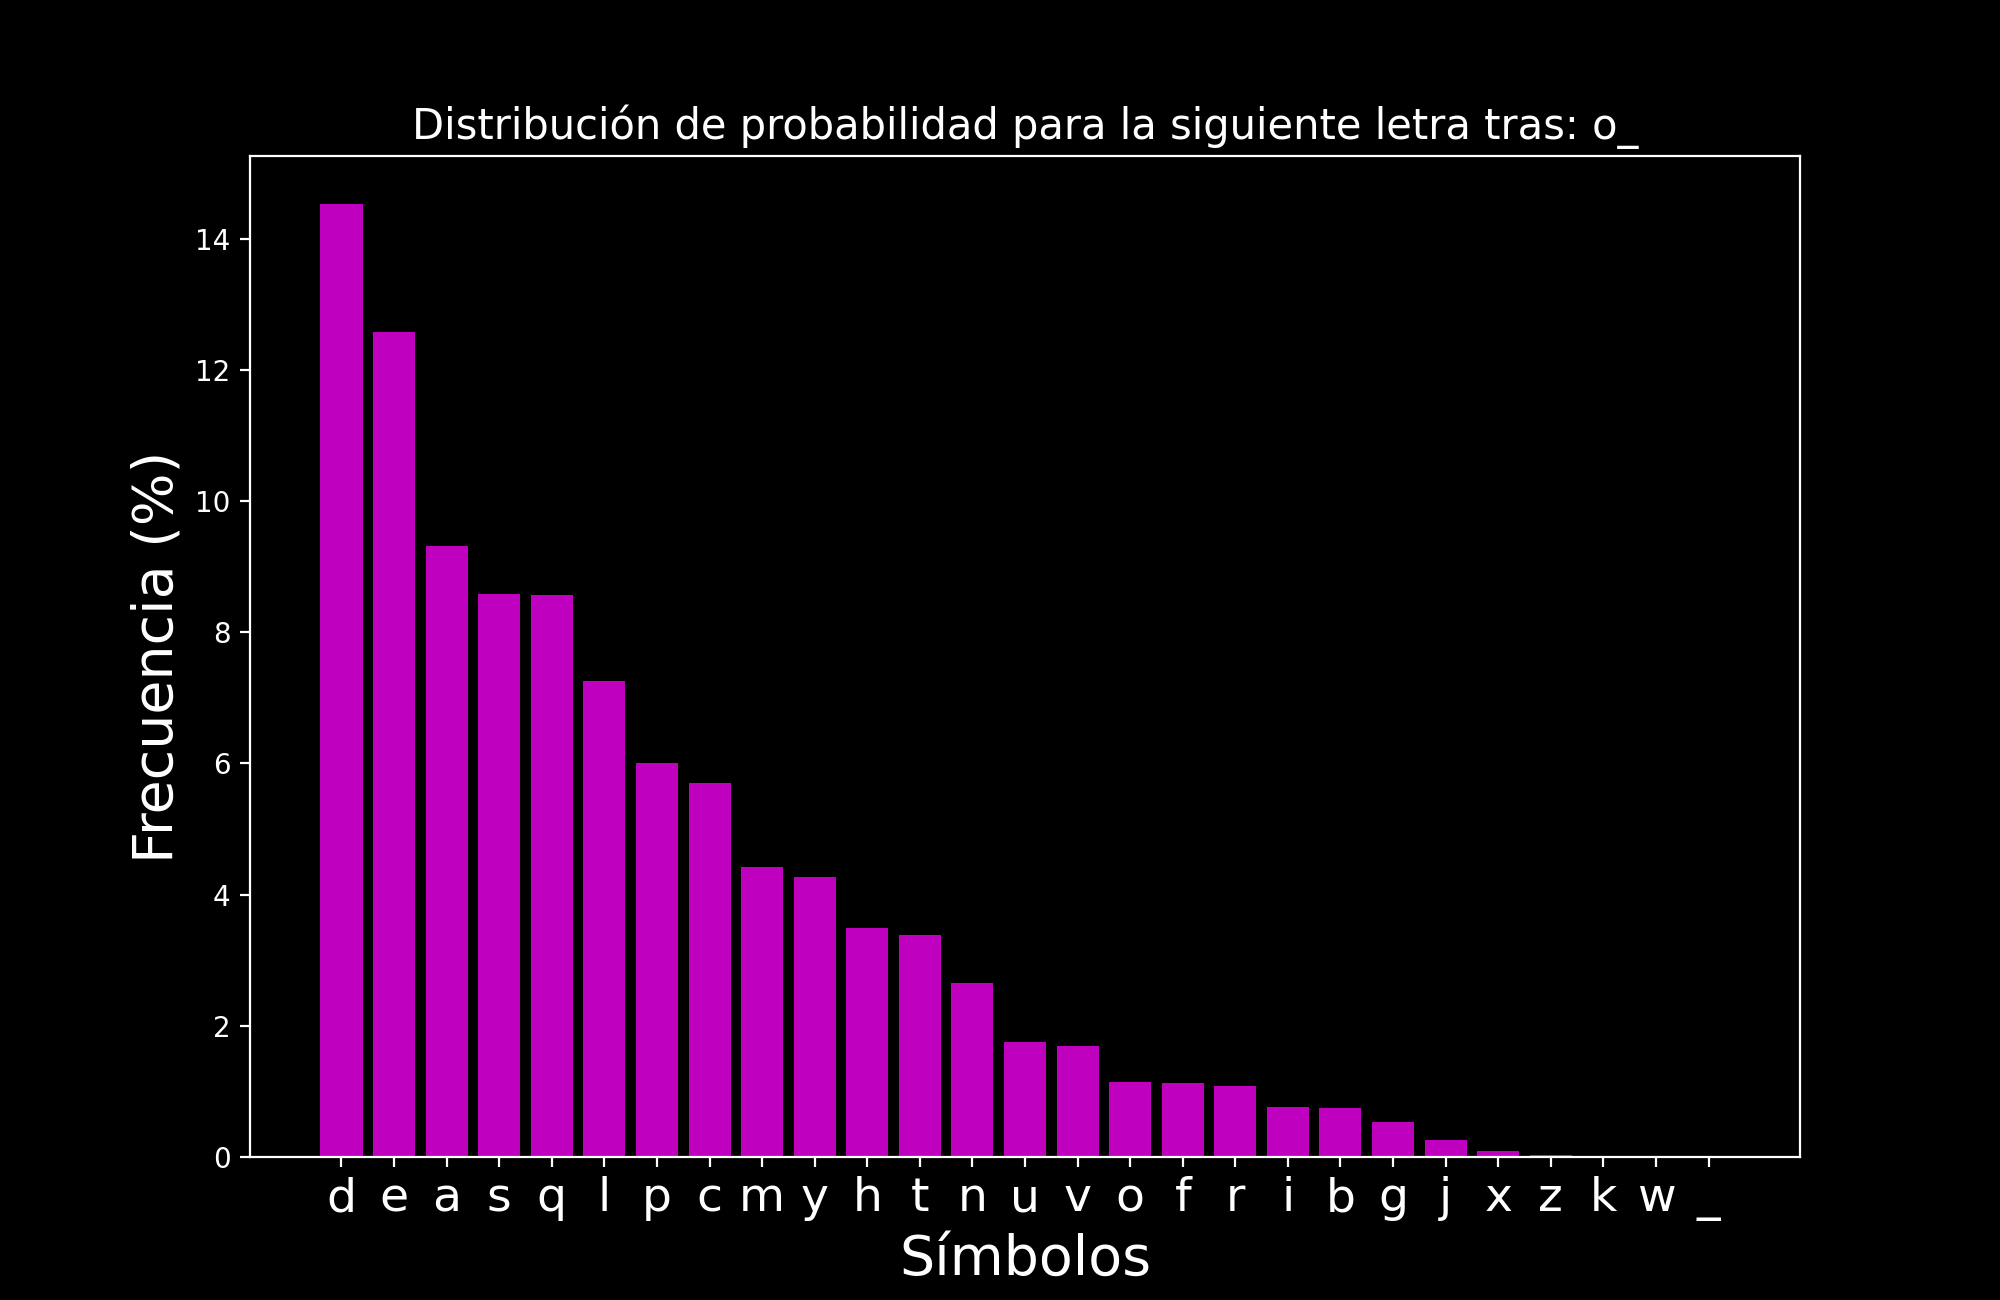 Distribución de probabilidad para la siguiente letra tras: o_
Frecuencia (%)
14
12
10
8
6
4
2
0
d e a s q l p c m y h t n u v o f r i b g j x z k w _
Símbolos